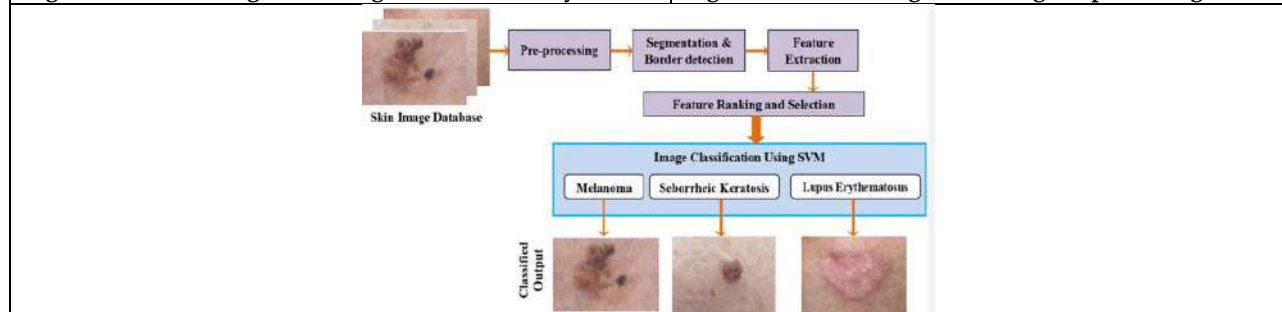 Pre-processing
Segmentation &
Border detection
Feature
Extraction
Skin Image Database
Feature Ranking and Selection
Image Classification Using SVM
Melanoma
Seborrheic Keratosis
Lupus Erythematosus
Classified
Output